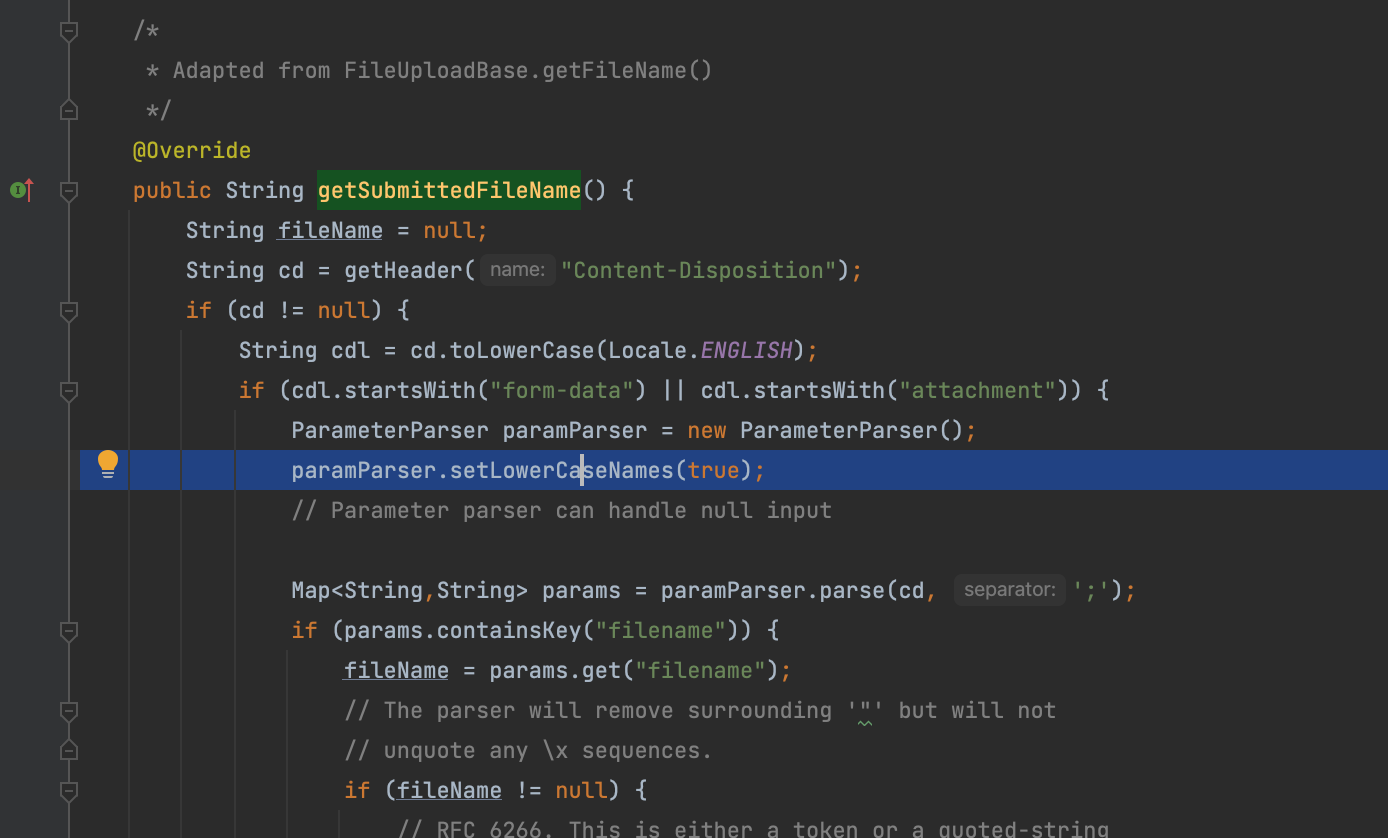 /*
 * Adapted from FileUploadBase.getFileName()
 */
@Override
public String getSubmittedFileName() {
    String fileName = null;
    String cd = getHeader( name: "Content-Disposition");
    if (cd != null) {
        String cdl = cd.toLowerCase(Locale.ENGLISH);
        if (cdl.startsWith("form-data") || cdl.startsWith("attachment")) {
            ParameterParser paramParser = new ParameterParser();
            paramParser.setLowerCaseNames(true);
            // Parameter parser can handle null input
            Map<String,String> params = paramParser.parse(cd, separator: ';');
            if (params.containsKey("filename")) {
                fileName = params.get("filename");
                // The parser will remove surrounding '"' but will not
                // unquote any \x sequences.
                if (fileName != null) {
                    // RFC 6266. This is either a token or a quoted-string